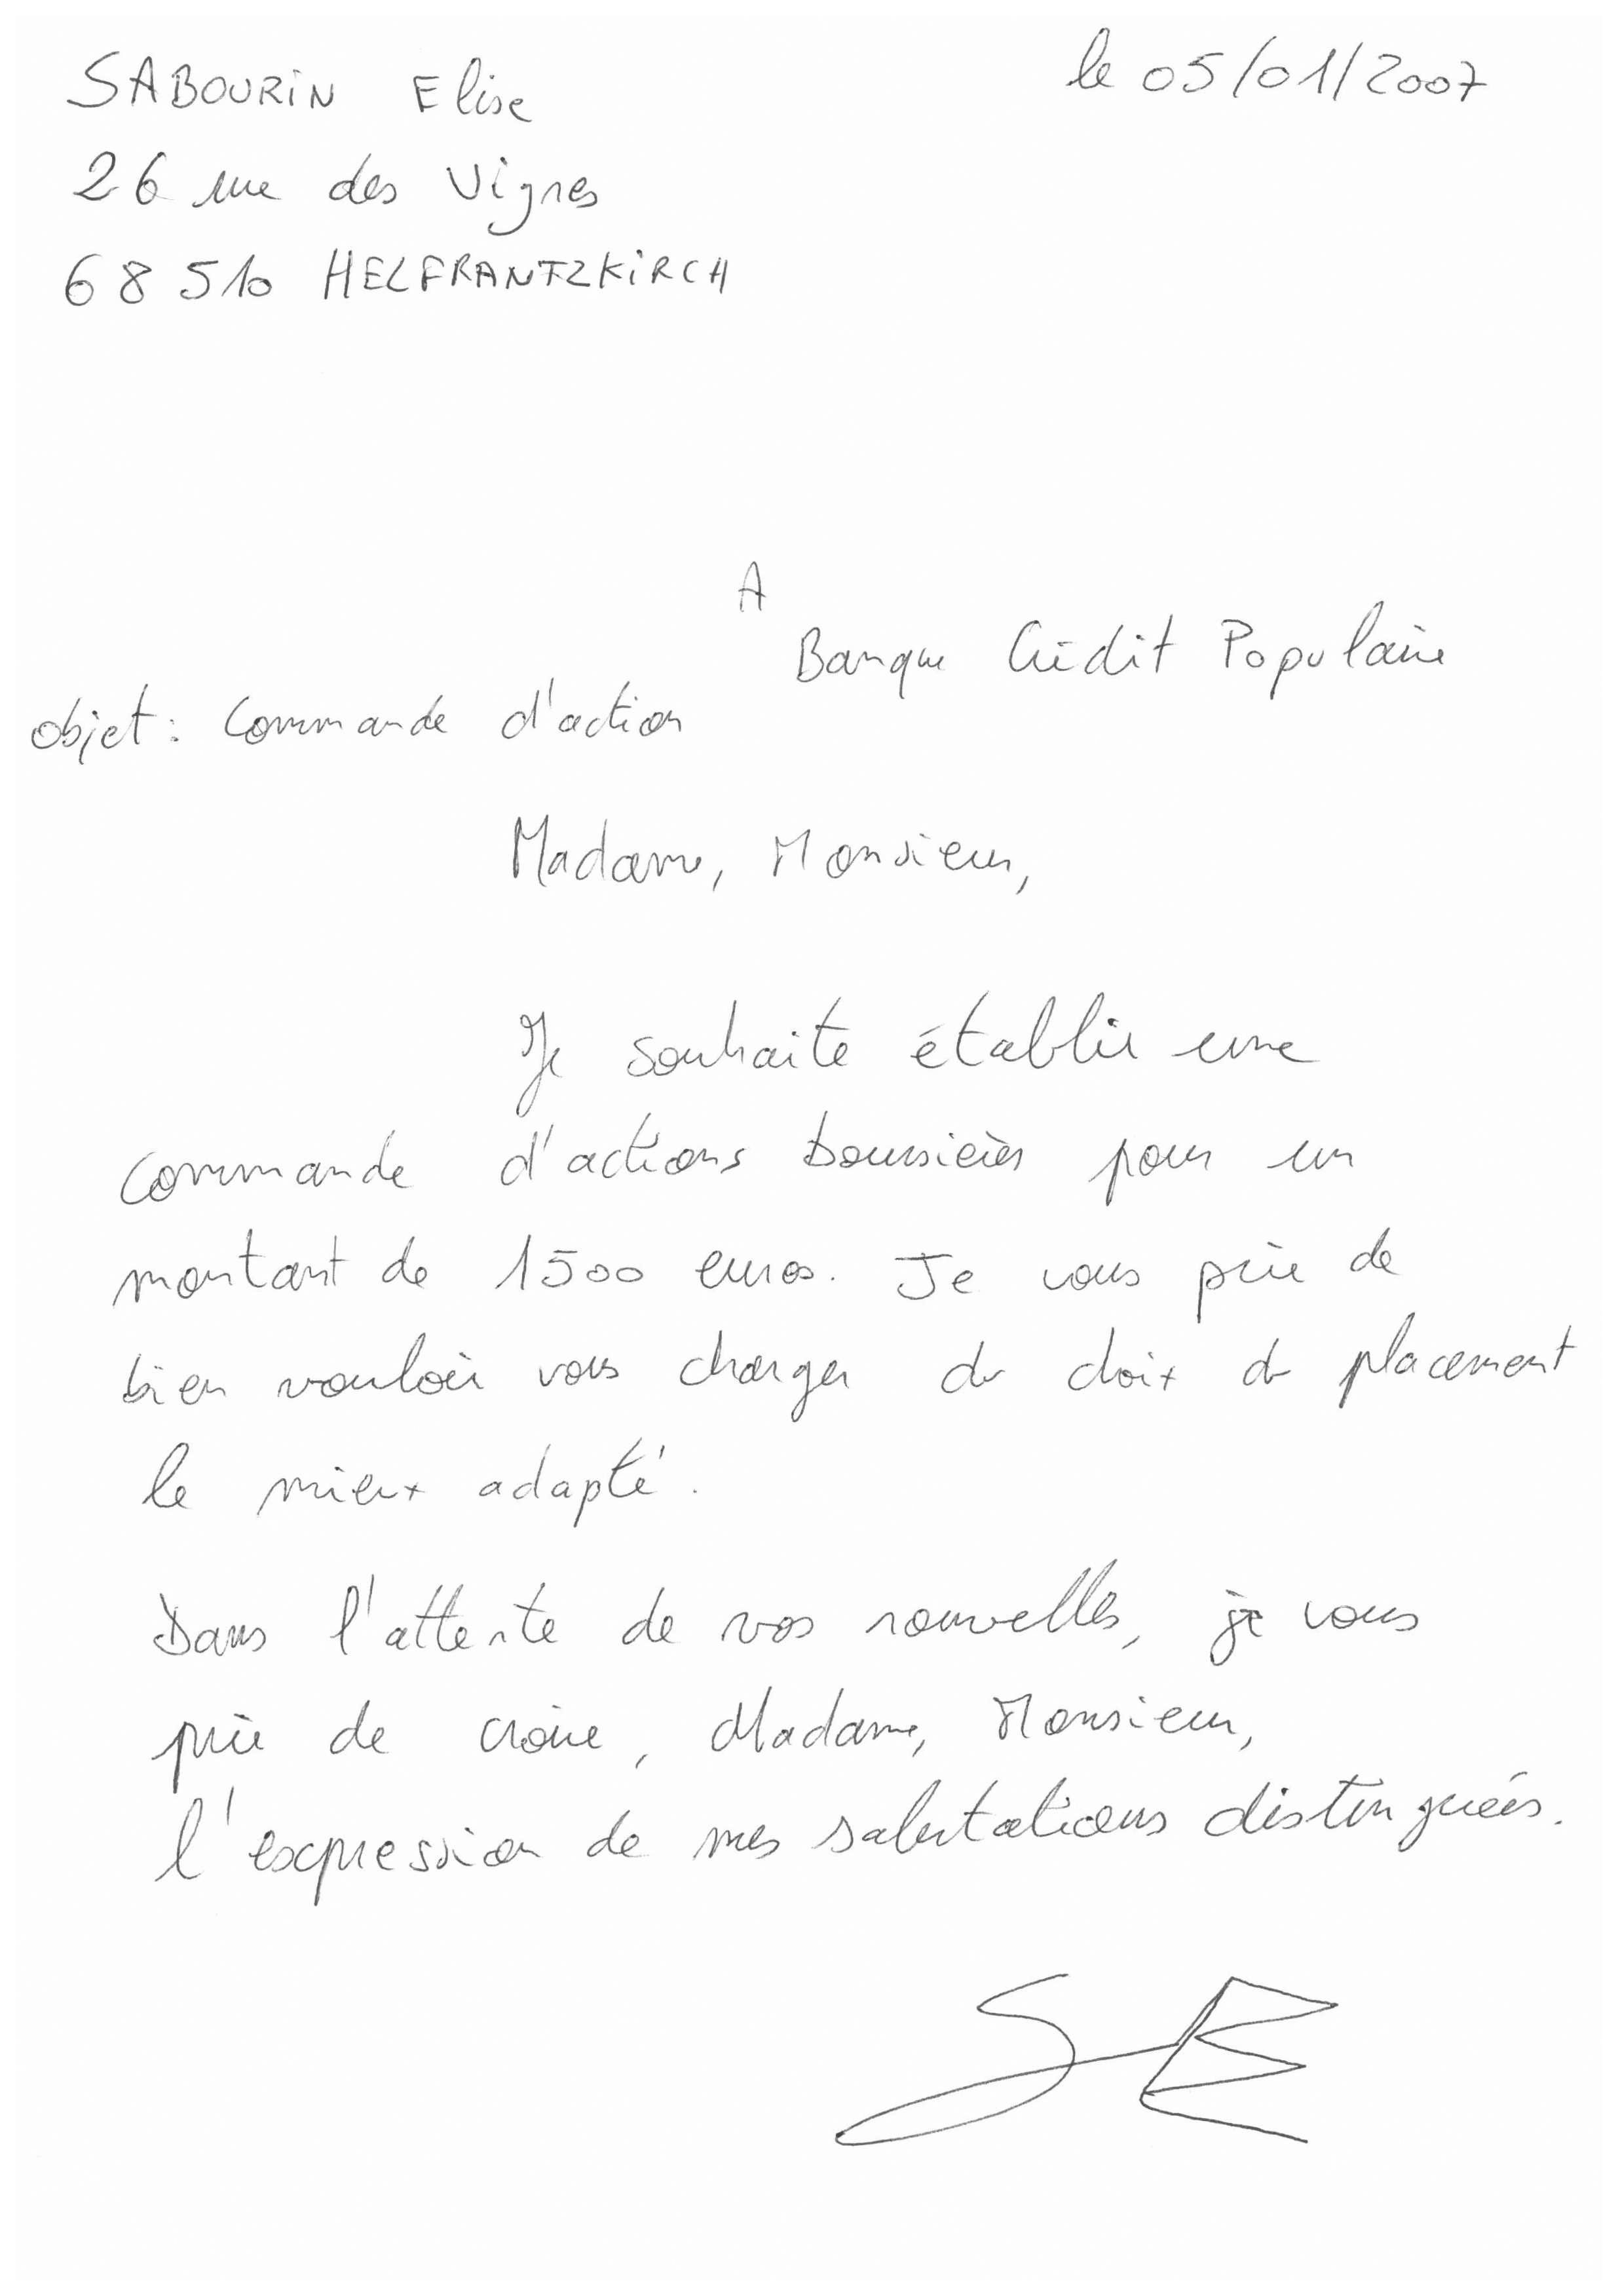 SABOURIN Elise
le 05/01/2007
26 rue des Vignes
68510 HELFRANTZKIRCH
A
Banque Crédit Populaire
objet : Commande d'action
Madame, Monsieur,
Je souhaite établir une
commande d'actions boursières pour un
montant de 1500 euros. Je vous prie de
bien vouloir vous charger du choix du placement
le mieux adapté.
Dans l'attente de vos nouvelles, je vous
prie de croire, Madame, Monsieur,
l'expression de mes salutations distinguées.
SE